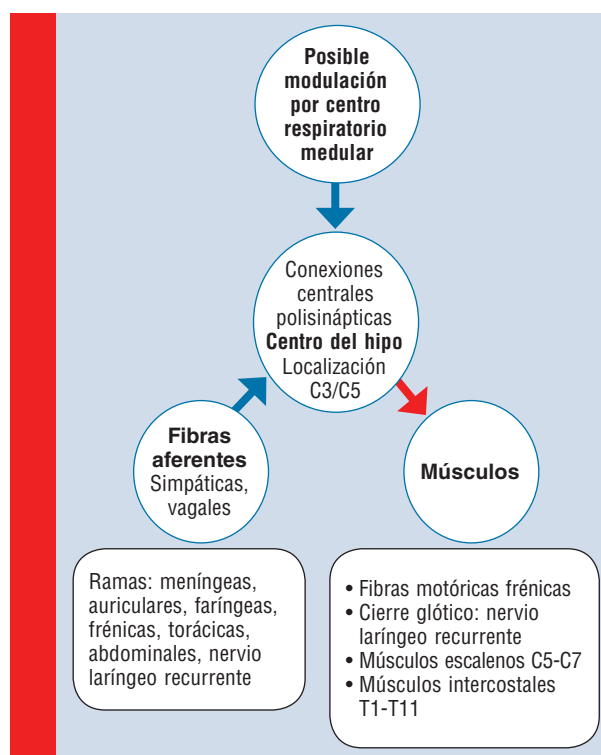 Posible
modulación
por centro
respiratorio
medular
Conexiones
centrales
polisinápticas
Centro del hipo
Localización
C3/C5
Fibras
aferentes
Simpáticas,
vagales
Músculos
Ramas: meníngeas,
auriculares, faríngeas,
frénicas, torácicas,
abdominales, nervio
laríngeo recurrente
• Fibras motóricas frénicas
• Cierre glótico: nervio
laríngeo recurrente
• Músculos escalenos C5-C7
• Músculos intercostales
T1-T11